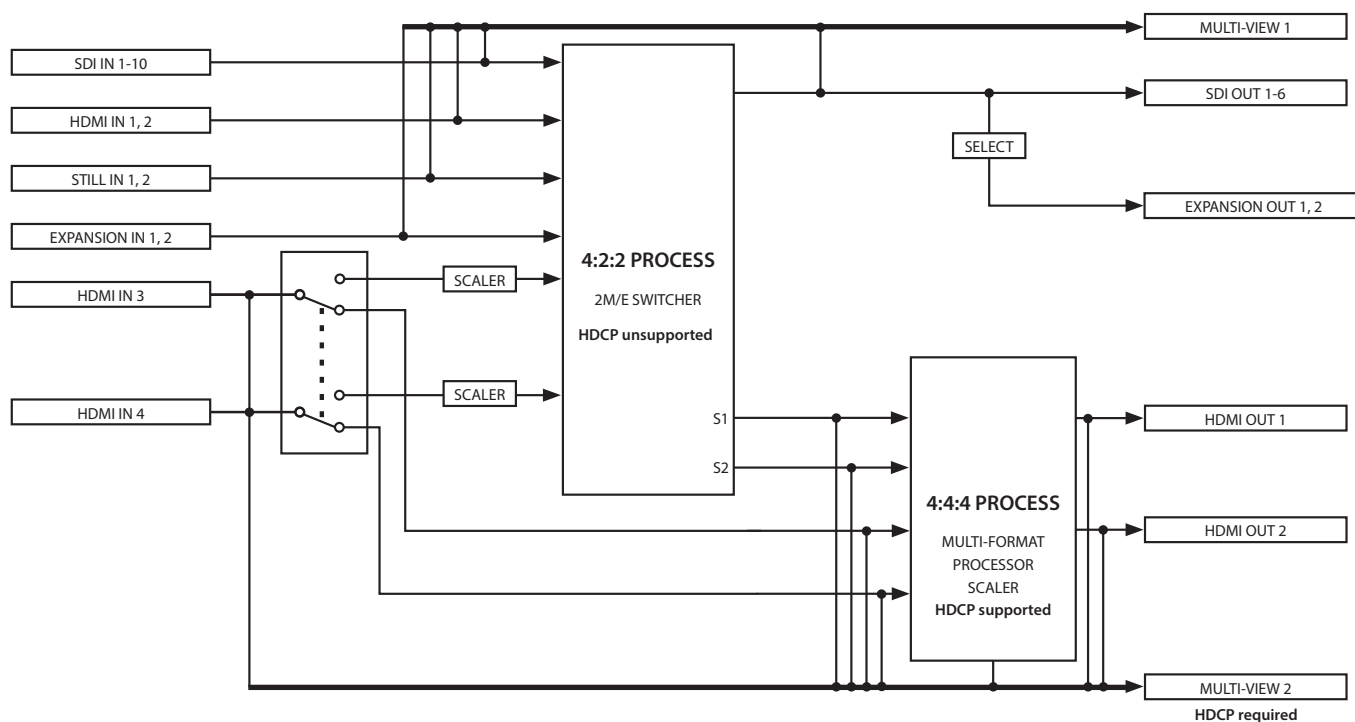 MULTI-VIEW 1
SDI IN 1-10
SDI OUT 1-6
HDMI IN 1, 2
SELECT
STILL IN 1, 2
EXPANSION OUT 1, 2
EXPANSION IN 1, 2
4:2:2 PROCESS
2M/E SWITCHER
HDCP unsupported
SCALER
HDMI IN 3
SCALER
HDMI IN 4
S1
S2
HDMI OUT 1
4:4:4 PROCESS
MULTI-FORMAT
PROCESSOR
SCALER
HDCP supported
HDMI OUT 2
MULTI-VIEW 2
HDCP required